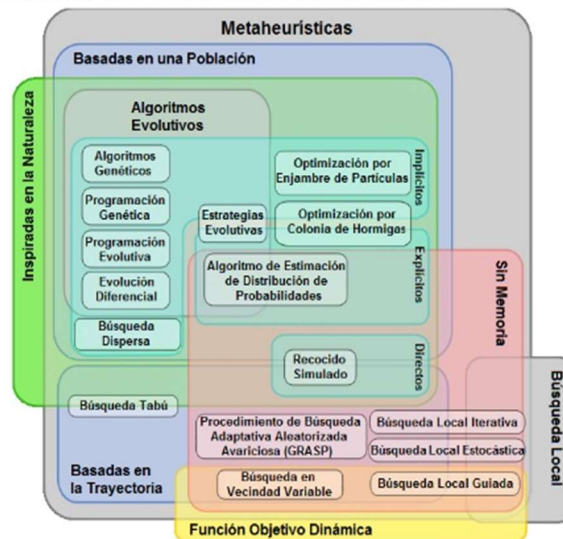 Metaheurísticas
Basadas en una Población
Inspiradas en la Naturaleza
Algoritmos
Evolutivos
Algoritmos
Genéticos
Programación
Genética
Programación
Evolutiva
Evolución
Diferencial
Búsqueda
Dispersa
Estrategias
Evolutivas
Optimización por
Enjambre de Partículas
Optimización por
Colonia de Hormigas
Implícitos
Algoritmo de Estimación
de Distribución de
Probabilidades
Explícitos
Sin Memoria
Recocido
Simulado
Directos
Búsqueda Tabú
Procedimiento de Búsqueda
Adaptativa Aleatorizada
Avariciosa (GRASP)
Búsqueda Local Iterativa
Búsqueda Local Estocástica
Búsqueda Local
Basadas en
la Trayectoria
Búsqueda en
Vecindad Variable
Búsqueda Local Guiada
Función Objetivo Dinámica